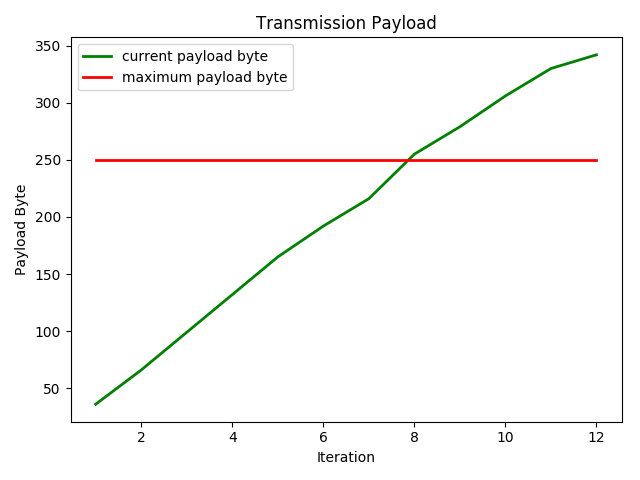 Transmission Payload
current payload byte
maximum payload byte
350
300
250
200
150
100
50
Payload Byte
2 4 6 8 10 12
Iteration